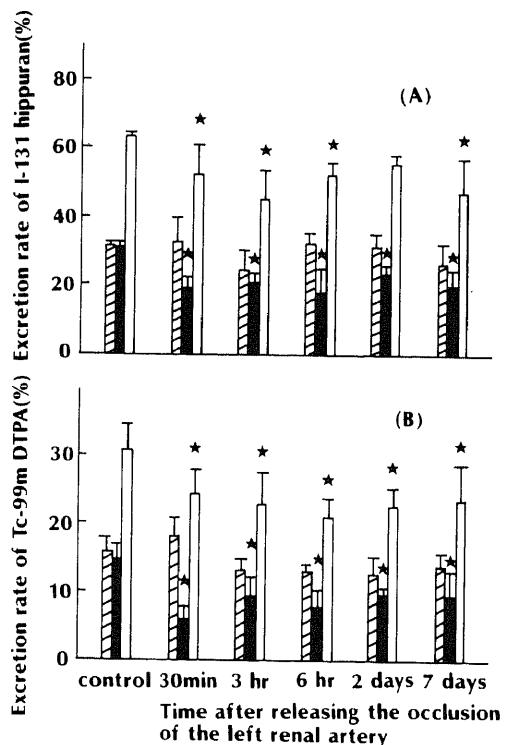 Excretion rate of I-131 hippuran(%)
80
60
40
20
0
(A)
Excretion rate of Tc-99m DTPA(%)
30
20
10
0
(B)
control 30min 3 hr 6 hr 2 days 7 days
Time after releasing the occlusion
of the left renal artery